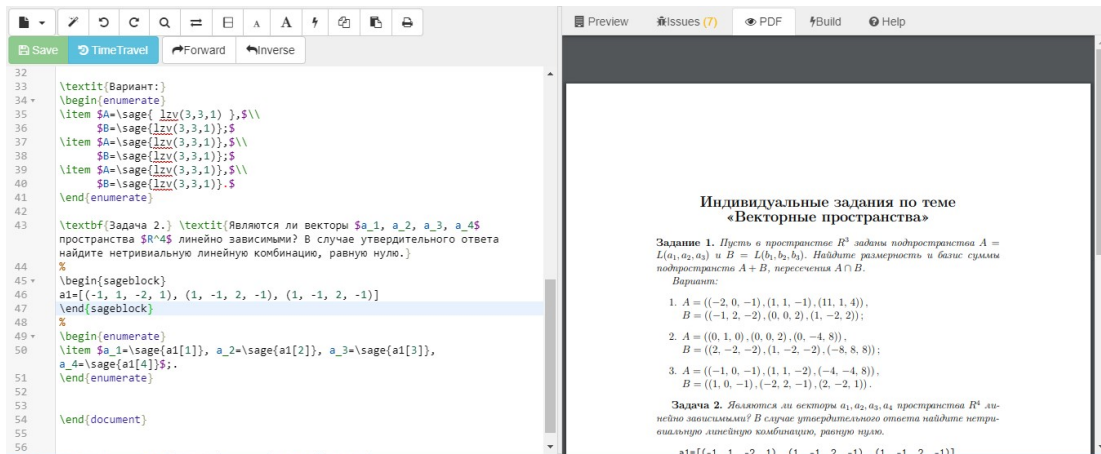 A A
Save TimeTravel Forward Inverse
32
33 \textit{Вариант:}
34 \begin{enumerate}
35 \item $A=\sage{ lzv(3,3,1) },$\\
36 $B=\sage{lzv(3,3,1)};$
37 \item $A=\sage{lzv(3,3,1)},$\\
38 $B=\sage{lzv(3,3,1)};$
39 \item $A=\sage{lzv(3,3,1)},$\\
40 $B=\sage{lzv(3,3,1)}.$
41 \end{enumerate}
42
43 \textbf{Задача 2.} \textit{Являются ли векторы $a_1, a_2, a_3, a_4$
пространства $R^4$ линейно зависимыми? В случае утвердительного ответа
найдите нетривиальную линейную комбинацию, равную нулю.}
44 %
45 \begin{sageblock}
46 a1=[(-1, 1, -2, 1), (1, -1, 2, -1), (1, -1, 2, -1)]
47 \end{sageblock}
48 %
49 \begin{enumerate}
50 \item $a_1=\sage{a1[1]}, a_2=\sage{a1[2]}, a_3=\sage{a1[3]},
a_4=\sage{a1[4]}$;.
51 \end{enumerate}
52
53
54 \end{document}
55
56
Preview Issues (7) PDF Build Help
Индивидуальные задания по теме
«Векторные пространства»
Задание 1. Пусть в пространстве R³ заданы подпространства A =
L(a₁, a₂, a₃) и B = L(b₁, b₂, b₃). Найдите размерность и базис суммы
подпространств A + B, пересечения A ∩ B.
Вариант:
1. A = ((−2, 0, −1) , (1, 1, −1) , (11, 1, 4)) ,
B = ((−1, 2, −2) , (0, 0, 2) , (1, −2, 2)) ;
2. A = ((0, 1, 0) , (0, 0, 2) , (0, −4, 8)) ,
B = ((2, −2, −2) , (1, −2, −2) , (−8, 8, 8)) ;
3. A = ((−1, 0, −1) , (1, 1, −2) , (−4, −4, 8)) ,
B = ((1, 0, −1) , (−2, 2, −1) , (2, −2, 1)) .
Задача 2. Являются ли векторы a₁, a₂, a₃, a₄ пространства R⁴ ли-
нейно зависимыми? В случае утвердительного ответа найдите нетри-
виальную линейную комбинацию, равную нулю.
a1=[(-1, 1, -2, 1), (1, -1, 2, -1), (1, -1, 2, -1)]